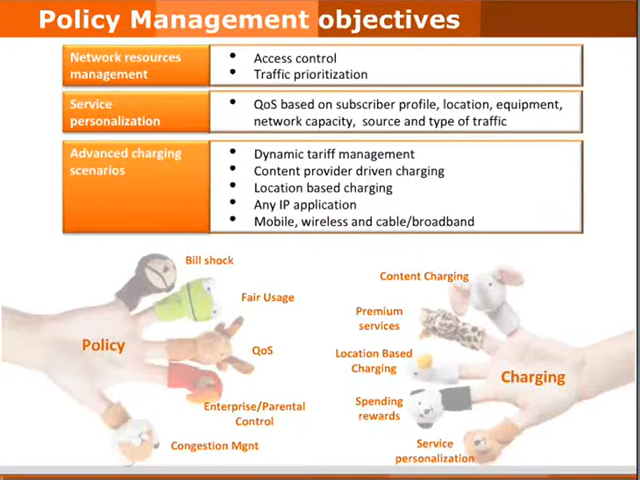 Policy Management objectives
Network resources
management
• Access control
• Traffic prioritization
Service
personalization
• QoS based on subscriber profile, location, equipment,
network capacity, source and type of traffic
Advanced charging
scenarios
• Dynamic tariff management
• Content provider driven charging
• Location based charging
• Any IP application
• Mobile, wireless and cable/broadband
Bill shock
Fair Usage
Policy
QoS
Enterprise/Parental
Control
Congestion Mgnt
Content Charging
Premium
services
Location Based
Charging
Charging
Spending
rewards
Service
personalization